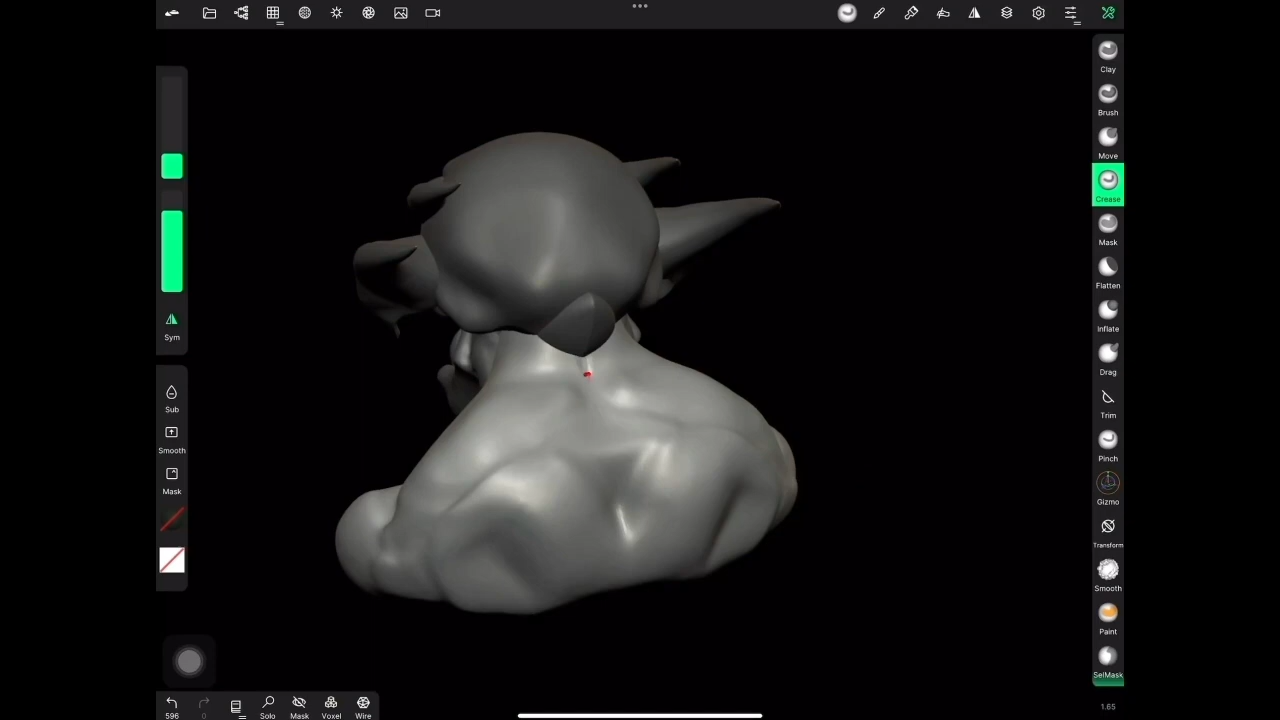 Clay
Brush
Move
Crease
Mask
Flatten
Inflate
Drag
Trim
Pinch
Gizmo
Transform
Smooth
Paint
SelMask
1.85
Sym
Sub
Smooth
Mask
596
0
Solo
Mask
Voxel
Wire